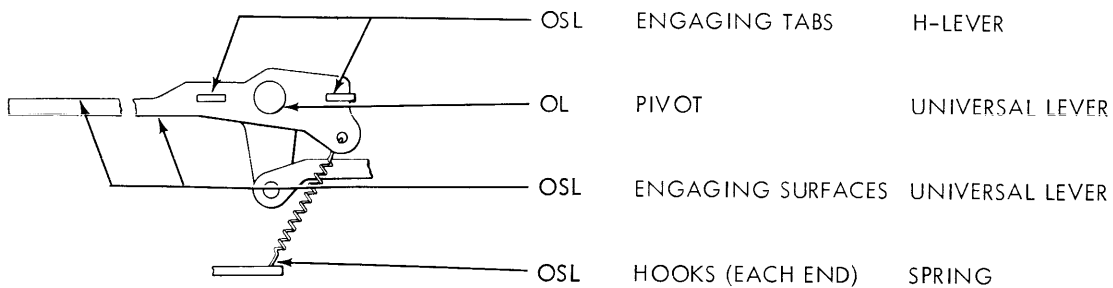 OSL ENGAGING TABS H-LEVER
OL PIVOT UNIVERSAL LEVER
OSL ENGAGING SURFACES UNIVERSAL LEVER
OSL HOOKS (EACH END) SPRING